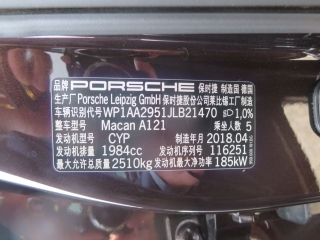 品牌 PORSCHE 保时捷 制造国 德国
生产厂 Porsche Leipzig GmbH 保时捷股份公司莱比锡工厂制造
车辆识别代号 WP1AA2951JLB21470 1,0%
车辆型号 Macan A121 乘坐人数 5
发动机型号 CYP 制造年月 2018.04
发动机排量 1984cc 发动机序列号 116251
最大允许总质量 2510kg 发动机最大净功率 185kW